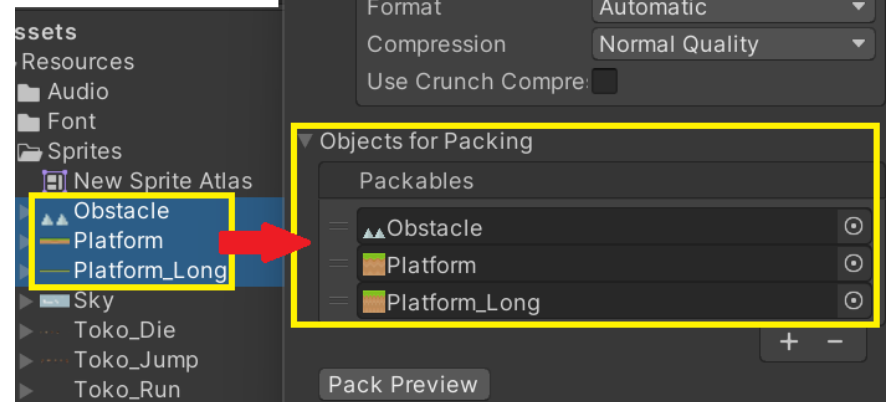 ssets
Resources
Audio
Font
Sprites
New Sprite Atlas
Obstacle
Platform
Platform_Long
Sky
Toko_Die
Toko_Jump
Toko_Run
Format
Automatic
Compression
Normal Quality
Use Crunch Compre
Objects for Packing
Packables
Obstacle
Platform
Platform_Long
+ −
Pack Preview